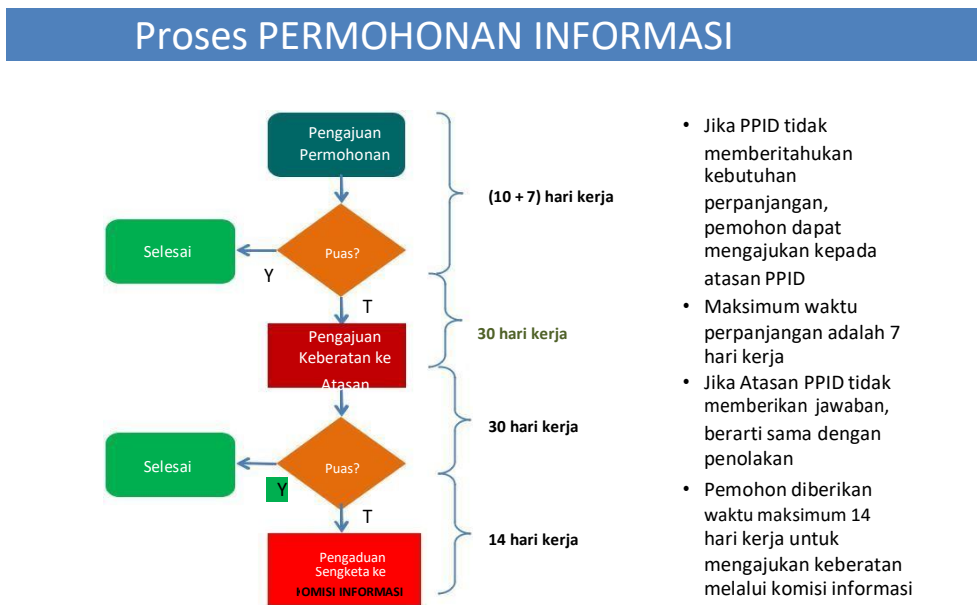 Proses PERMOHONAN INFORMASI
Pengajuan
Permohonan
(10 + 7) hari kerja
Selesai
Puas?
Y
T
Pengajuan
Keberatan ke
Atasan
30 hari kerja
30 hari kerja
Selesai
Puas?
Y
T
14 hari kerja
Pengaduan
Sengketa ke
OMISI INFORMASI
• Jika PPID tidak
memberitahukan
kebutuhan
perpanjangan,
pemohon dapat
mengajukan kepada
atasan PPID
• Maksimum waktu
perpanjangan adalah 7
hari kerja
• Jika Atasan PPID tidak
memberikan jawaban,
berarti sama dengan
penolakan
• Pemohon diberikan
waktu maksimum 14
hari kerja untuk
mengajukan keberatan
melalui komisi informasi